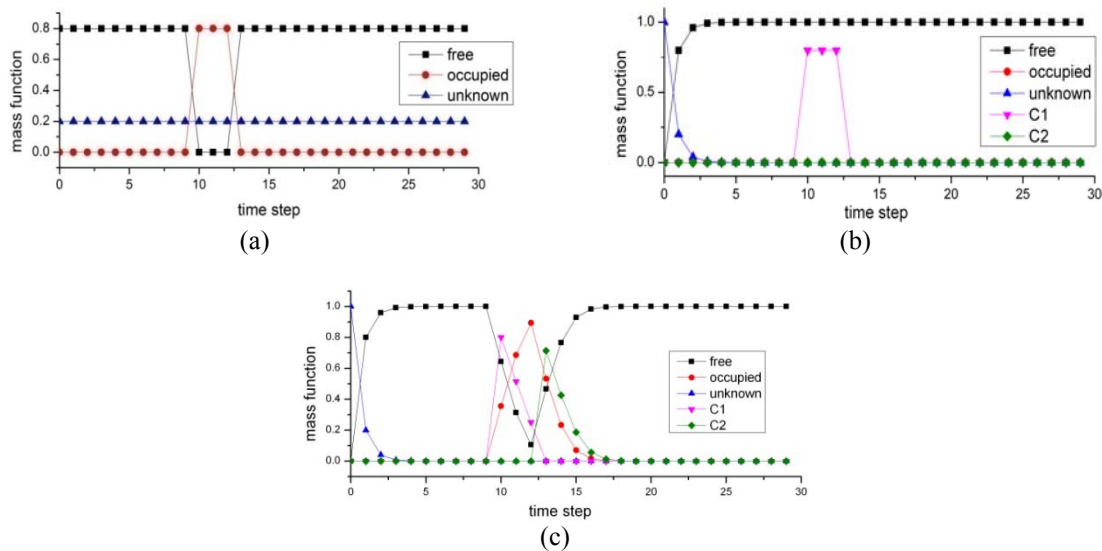 mass function
0.8
0.6
0.4
0.2
0.0
free
occupied
unknown
0 5 10 15 20 25 30
time step
(a)
mass function
1.0
0.5
0.0
free
occupied
unknown
C1
C2
0 5 10 15 20 25 30
time step
(b)
mass function
1.0
0.8
0.6
0.4
0.2
0.0
free
occupied
unknown
C1
C2
0 5 10 15 20 25 30
time step
(c)